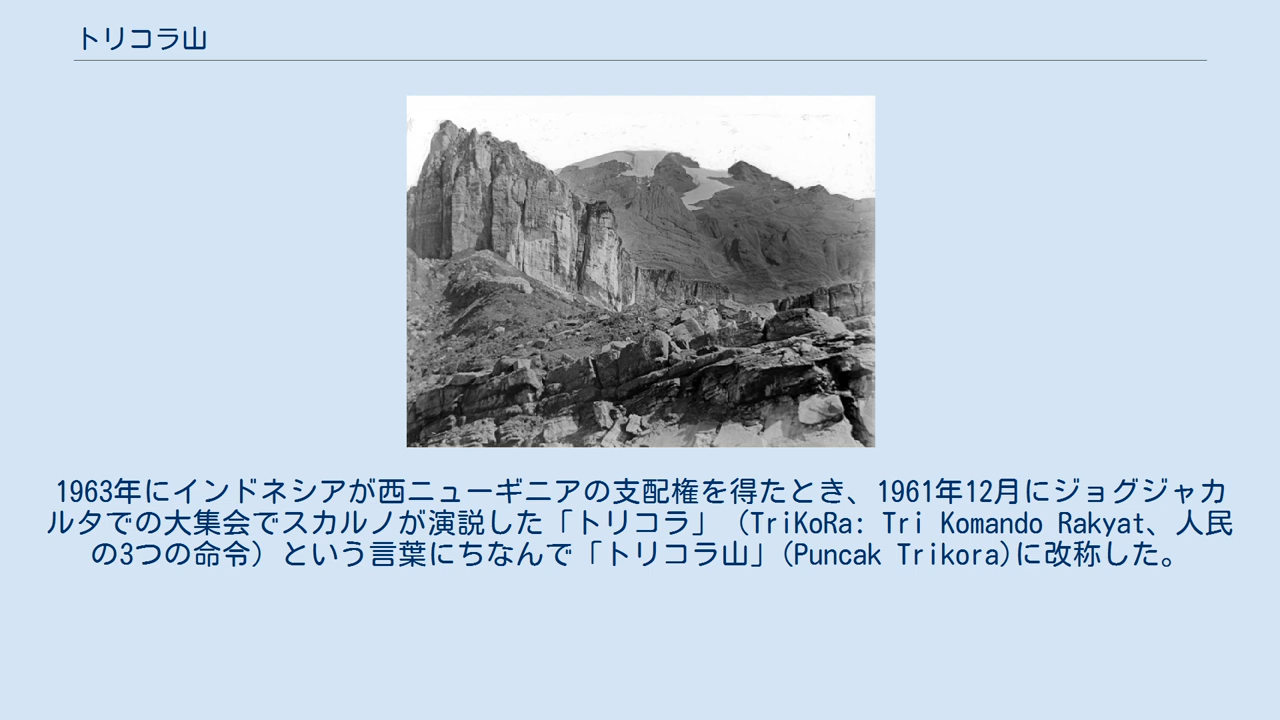 トリコラ山
1963年にインドネシアが西ニューギニアの支配権を得たとき、1961年12月にジョグジャカ
ルタでの大集会でスカルノが演説した「トリコラ」（TriKoRa: Tri Komando Rakyat、人民
の3つの命令）という言葉にちなんで「トリコラ山」(Puncak Trikora)に改称した。